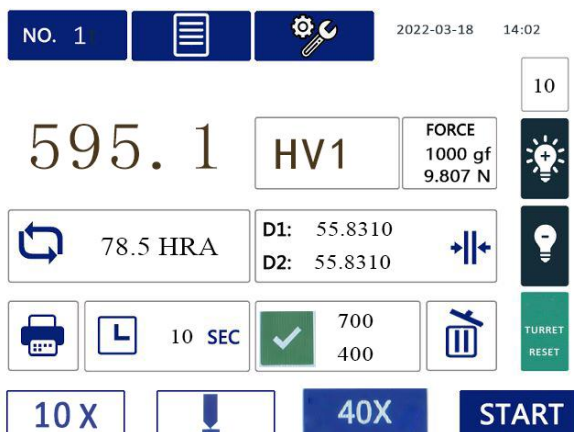 NO. 1
2022-03-18 14:02
10
595.1
HV1
FORCE
1000 gf
9.807 N
78.5 HRA
D1: 55.8310
D2: 55.8310
10 SEC
700
400
TURRET
RESET
10X
40X
START